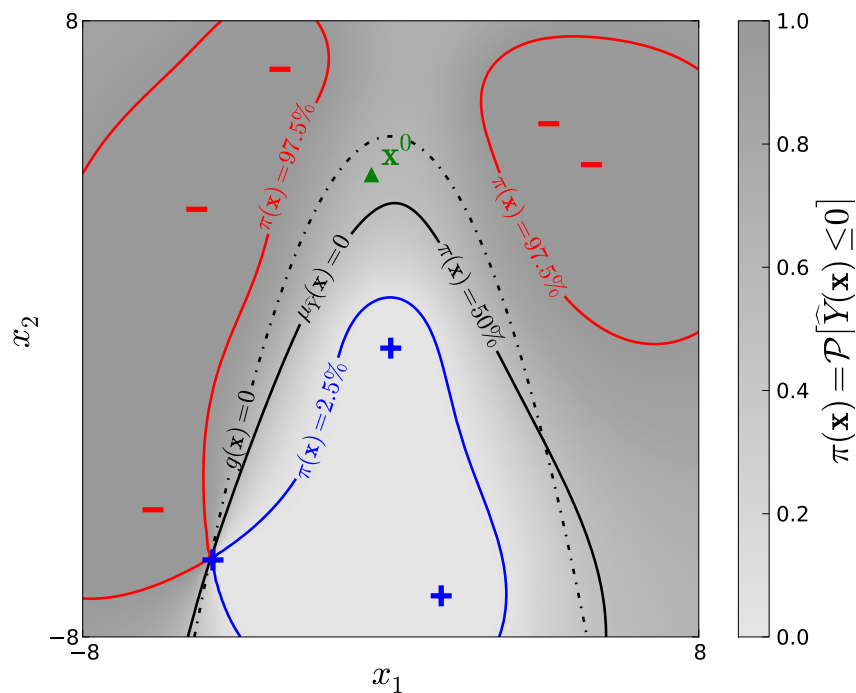 8
x⁰
π(𝐱)=97.5%
π(𝐱)=97.5%
μ_Ŷ(𝐱)=0
π(𝐱)=50%
π(𝐱)=2.5%
g(𝐱)=0
x₂
-8
-8
8
x₁
1.0
0.8
0.6
0.4
0.2
0.0
π(𝐱)=𝒫[Ŷ(𝐱)≤0]